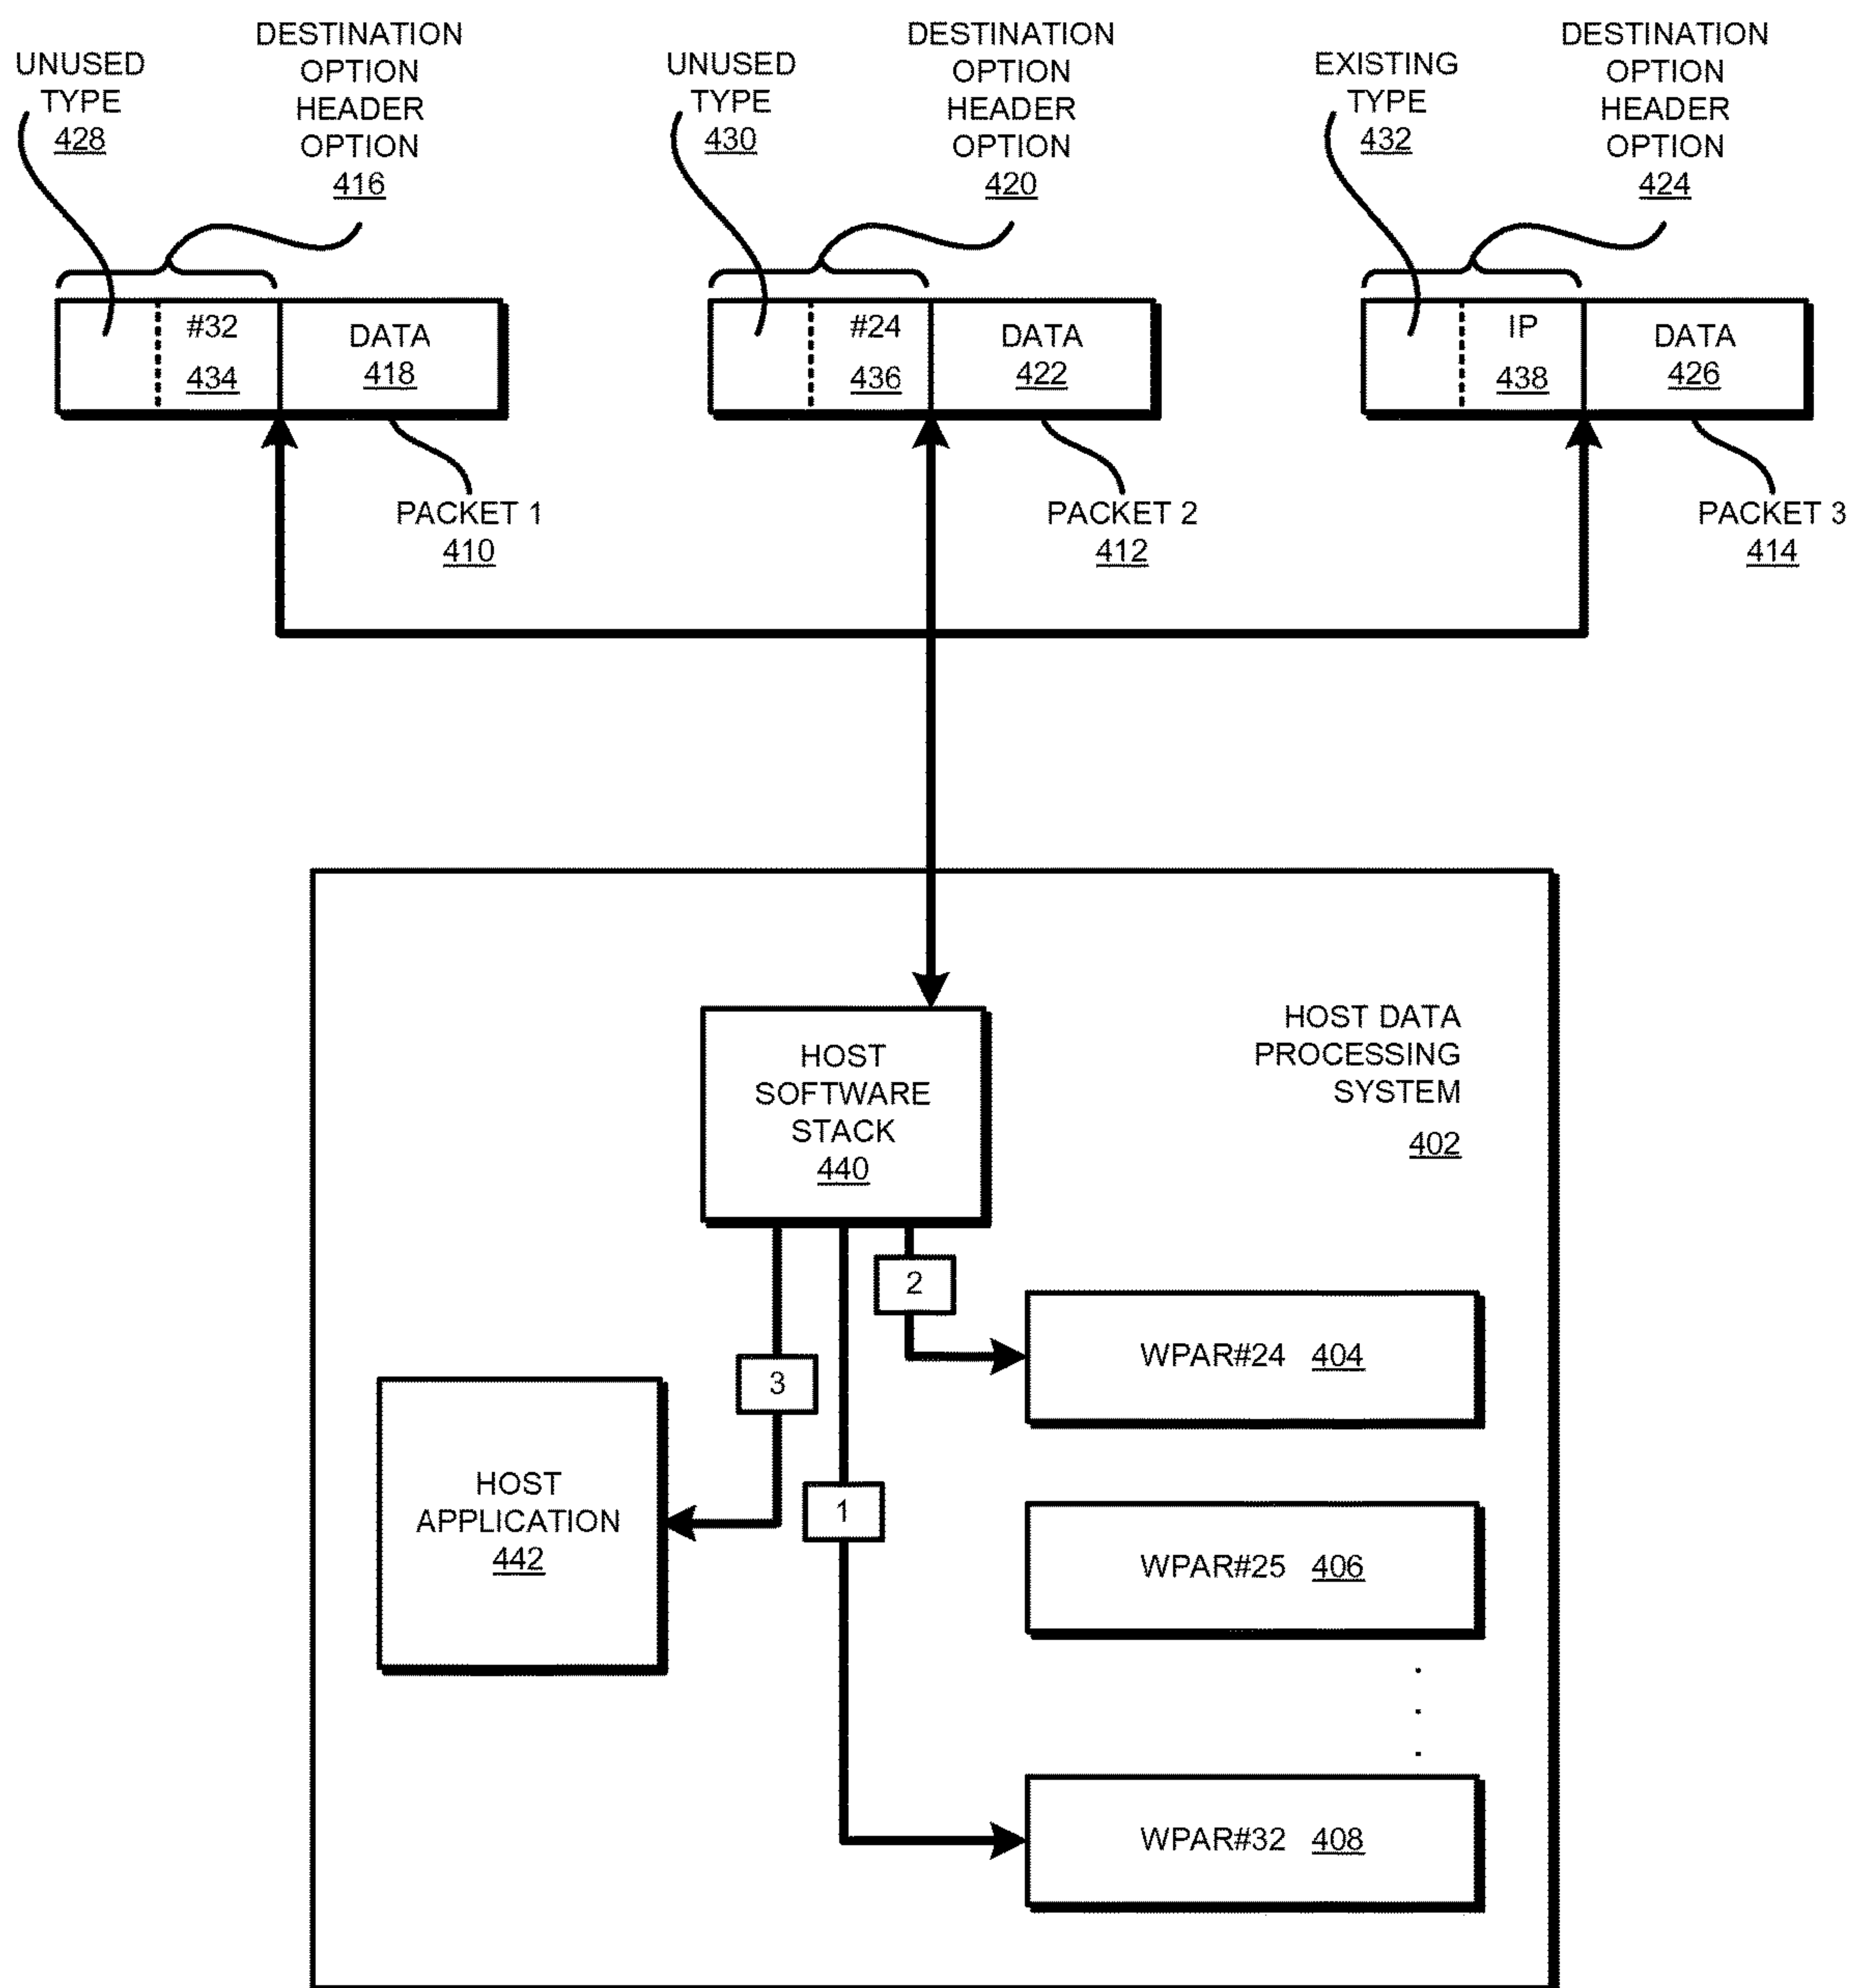 UNUSED
TYPE
428
DESTINATION
OPTION
HEADER
OPTION
416
UNUSED
TYPE
430
DESTINATION
OPTION
HEADER
OPTION
420
EXISTING
TYPE
432
DESTINATION
OPTION
HEADER
OPTION
424
#32
434
DATA
418
#24
436
DATA
422
IP
438
DATA
426
PACKET 1
410
PACKET 2
412
PACKET 3
414
HOST DATA
PROCESSING
SYSTEM
402
HOST
SOFTWARE
STACK
440
2
3
1
WPAR#24 404
HOST
APPLICATION
442
WPAR#25 406
WPAR#32 408